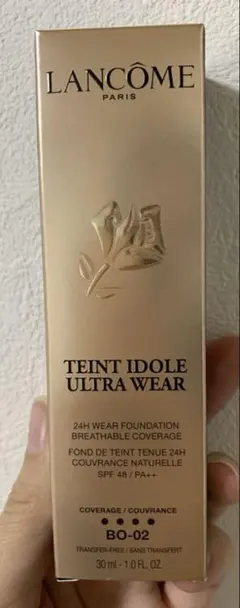 LANCÔME
PARIS
TEINT IDOLE
ULTRA WEAR
24H WEAR FOUNDATION
BREATHABLE COVERAGE
FOND DE TEINT TENUE 24H
COUVRANCE NATURELLE
SPF 48 / PA++
COVERAGE / COUVRANCE
BO-02
TRANSFER-FREE / SANS TRANSFERT
30 ml - 1.0 FL. OZ.